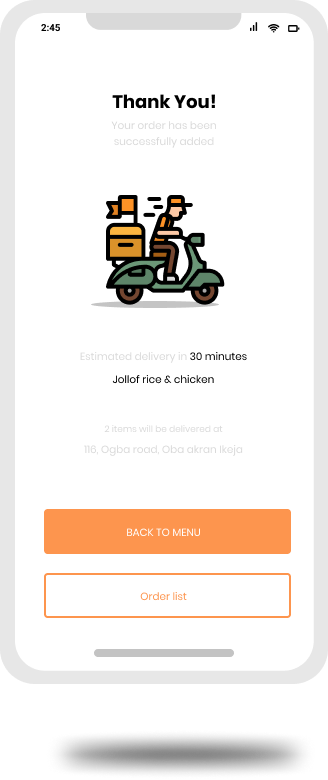 2:45
Thank You!
Your order has been
successfully added
Estimated delivery in 30 minutes
Jollof rice & chicken
2 items will be delivered at
116, Ogba road, Oba akran Ikeja
BACK TO MENU
Order list